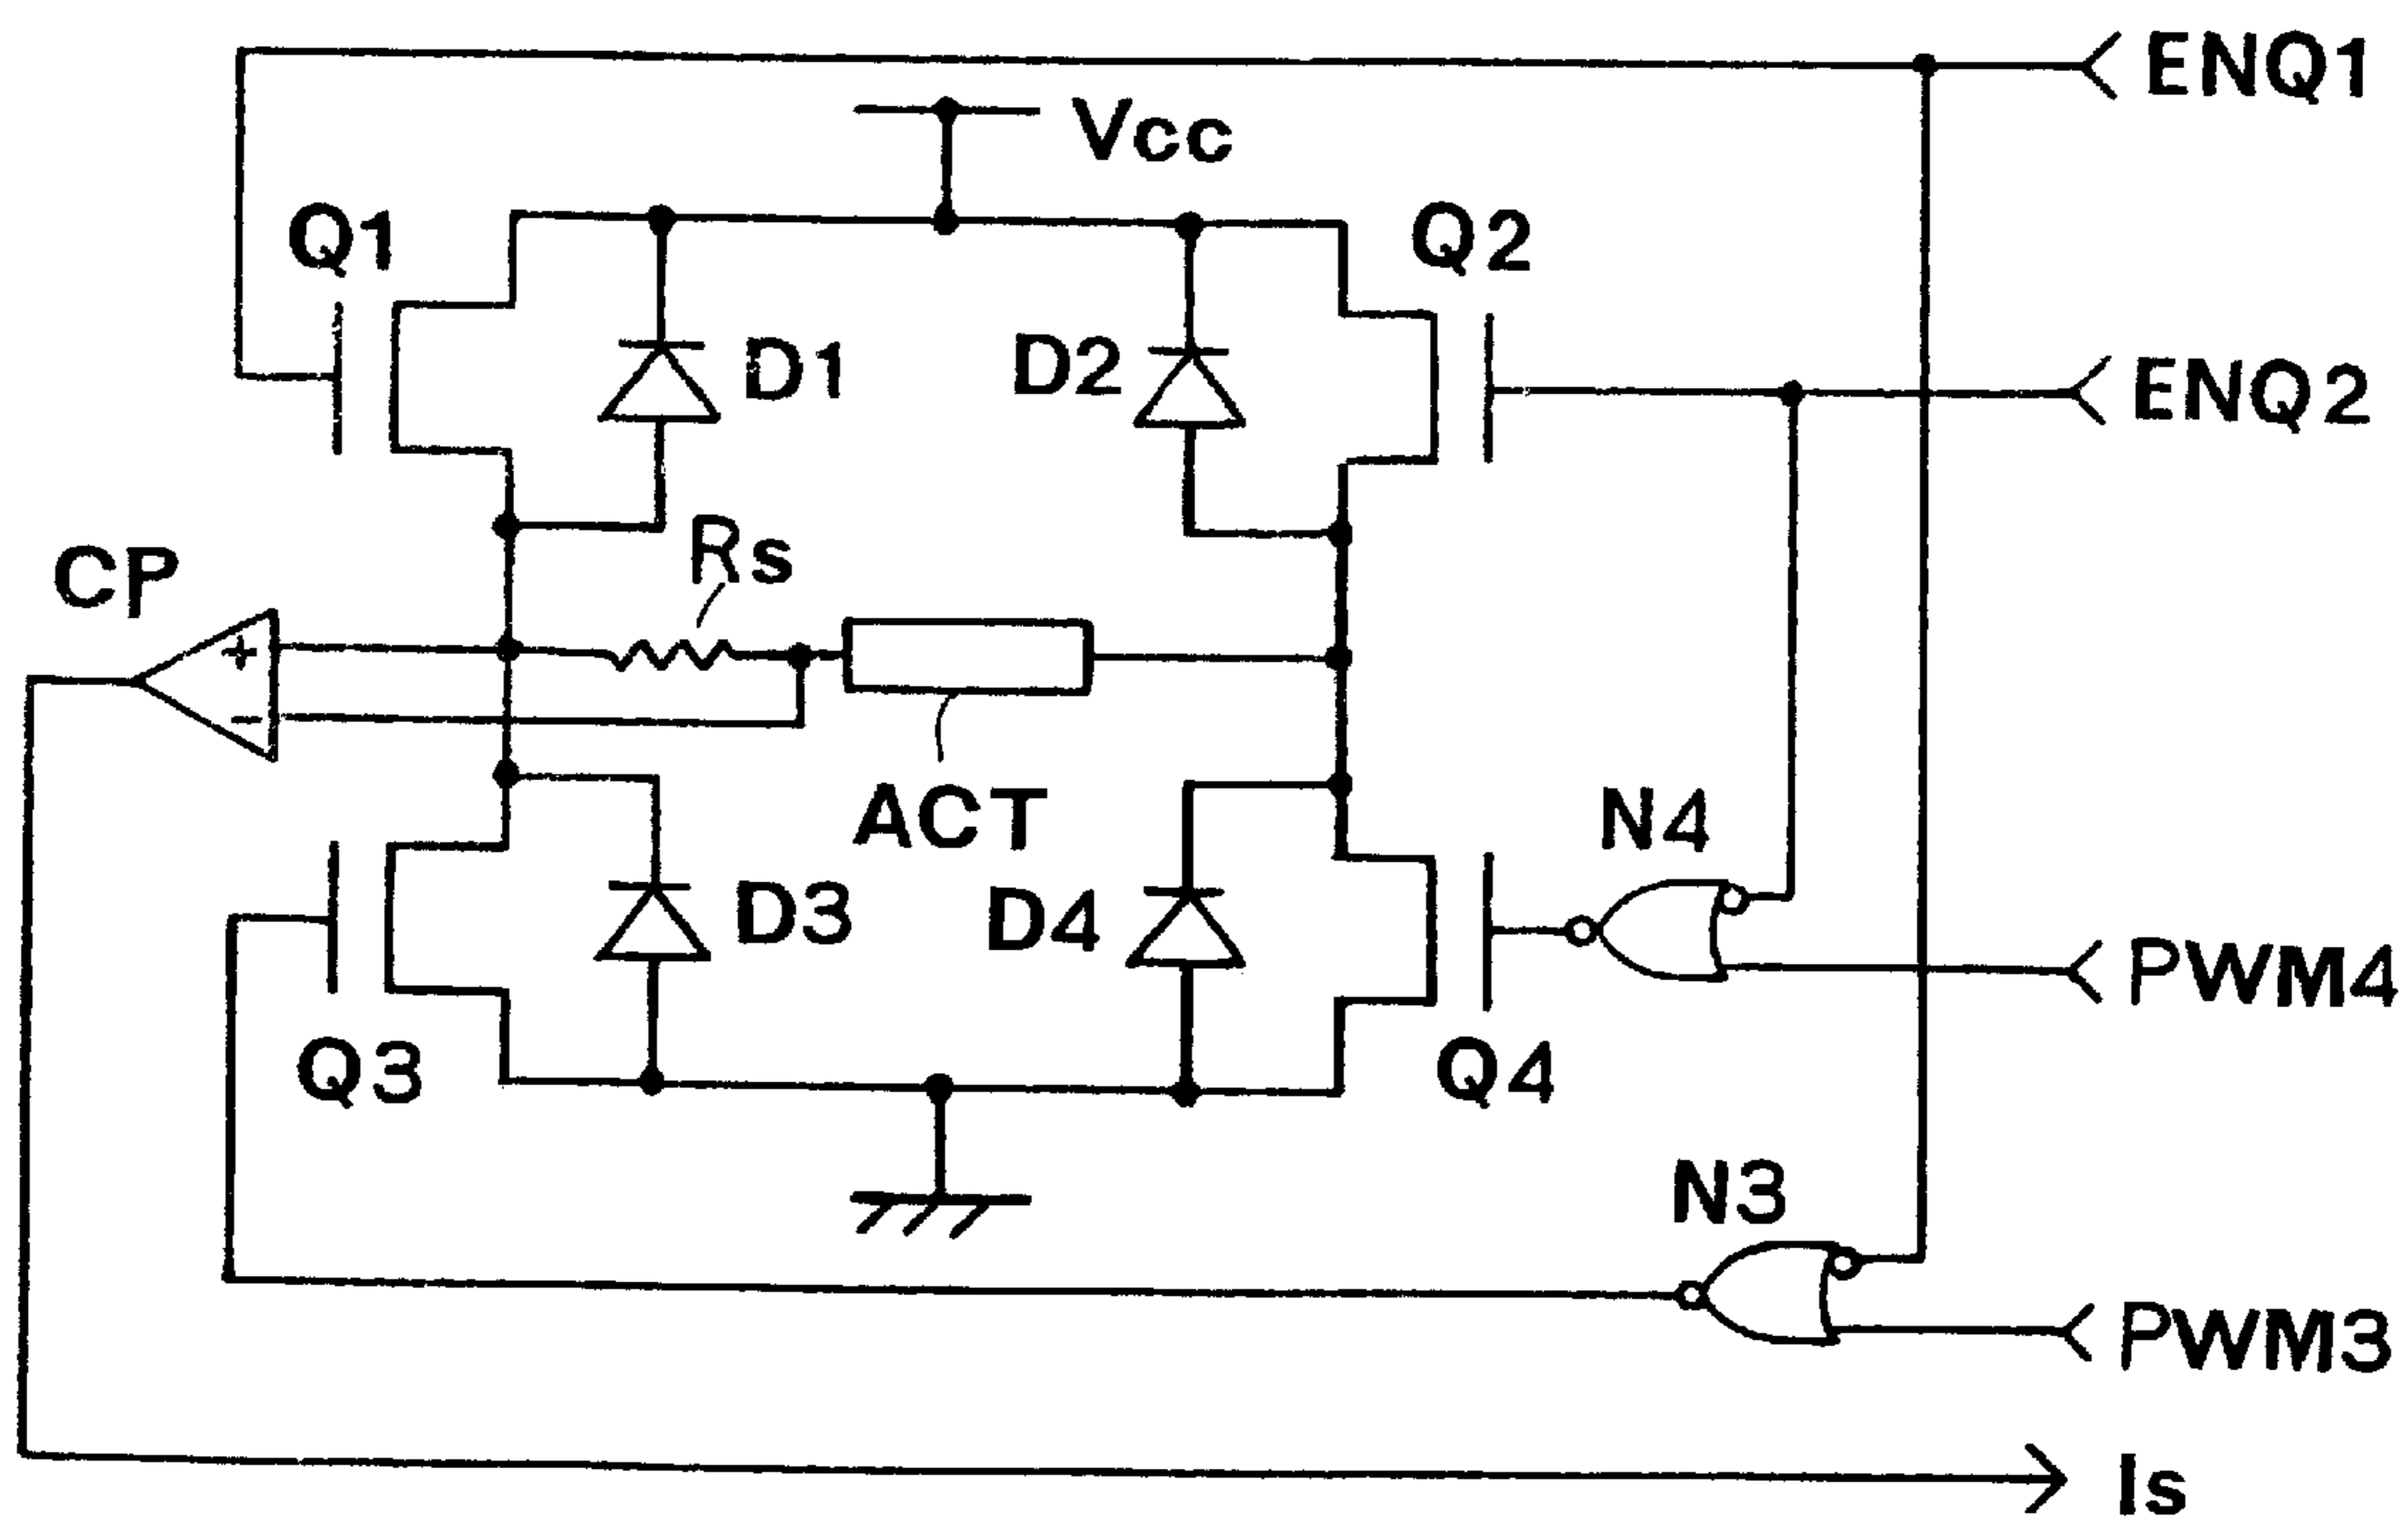 ENQ1
Vcc
Q1
Q2
D1
D2
ENQ2
Rs
CP
+
−
ACT
N4
D3
D4
PWM4
Q3
Q4
N3
PWM3
Is